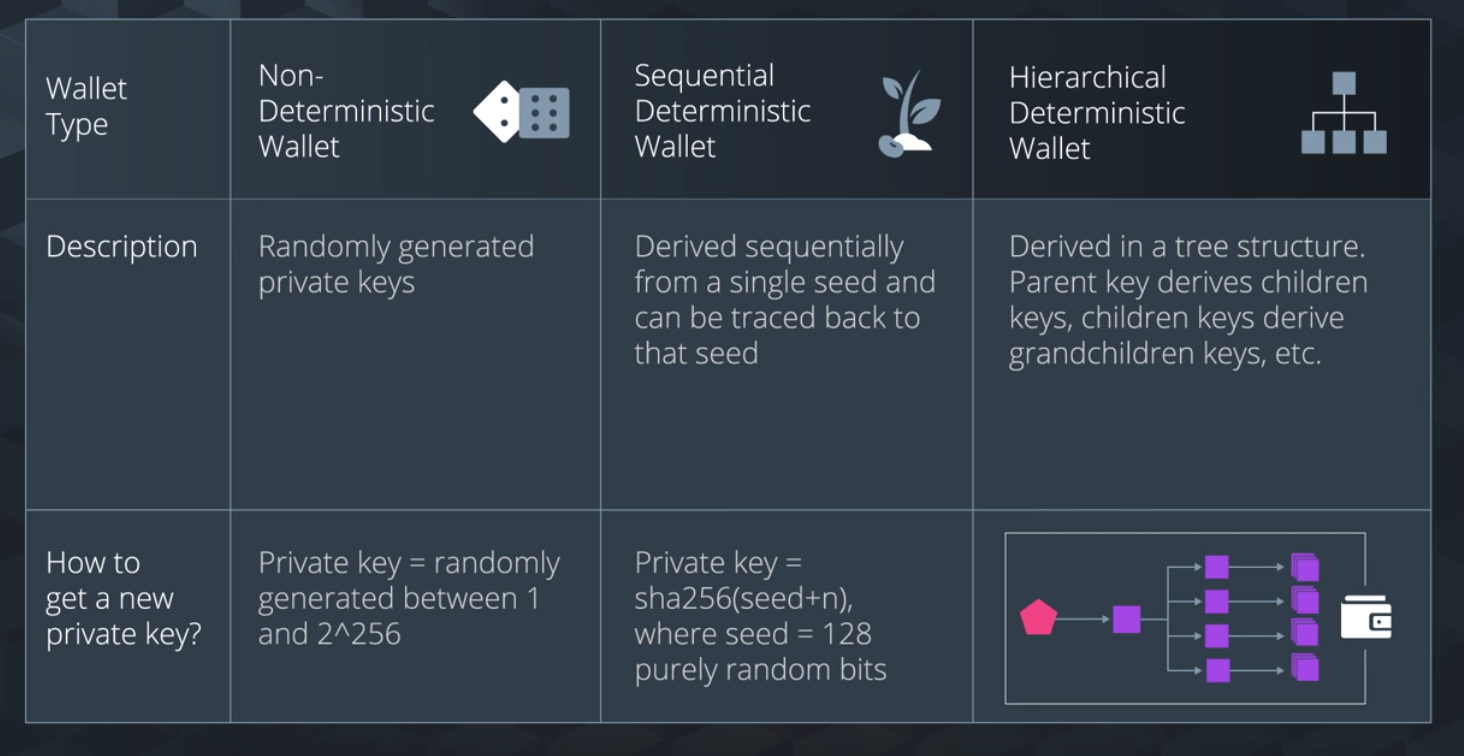 Wallet
Type
Non-
Deterministic
Wallet
Sequential
Deterministic
Wallet
Hierarchical
Deterministic
Wallet
Description
Randomly generated
private keys
Derived sequentially
from a single seed and
can be traced back to
that seed
Derived in a tree structure.
Parent key derives children
keys, children keys derive
grandchildren keys, etc.
How to
get a new
private key?
Private key = randomly
generated between 1
and 2^256
Private key =
sha256(seed+n),
where seed = 128
purely random bits